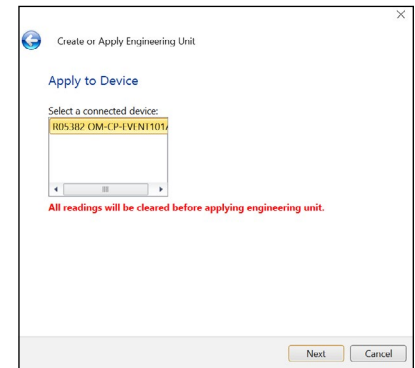 Create or Apply Engineering Unit
Apply to Device
Select a connected device:
R05382 OM-CP-EVENT101A
All readings will be cleared before applying engineering unit.
Next Cancel